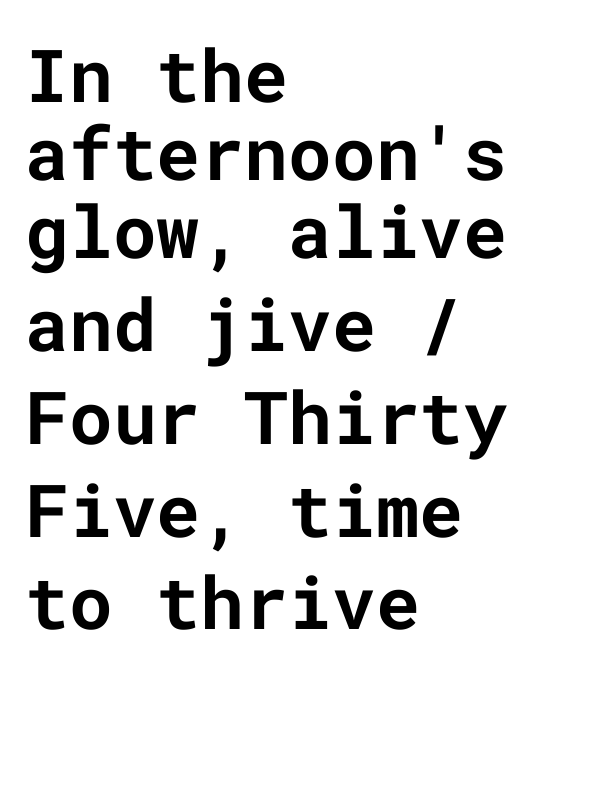 In the
afternoon's
glow, alive
and jive /
Four Thirty
Five, time
to thrive